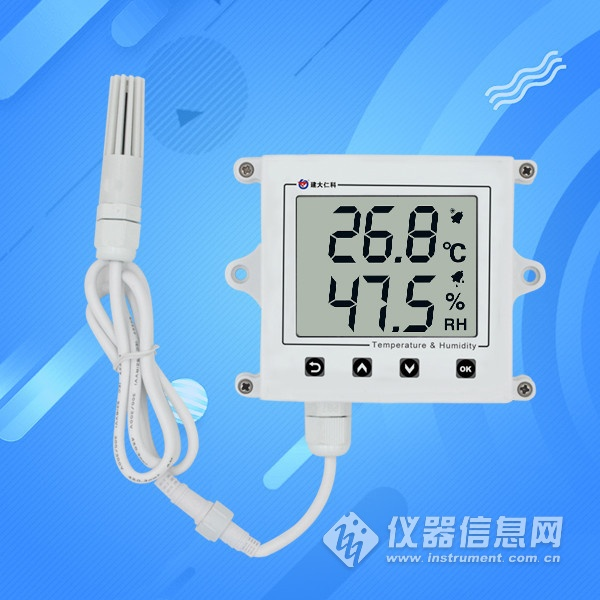 建大仁科
26.8 ℃
47.5 %
RH
Temperature & Humidity
OK
仪器信息网
www.instrument.com.cn